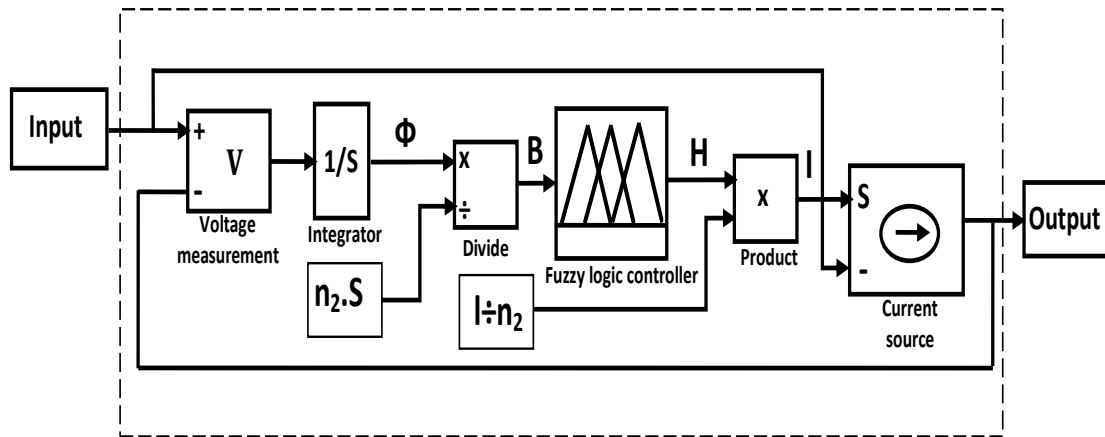 Input
+
-
V
Voltage
measurement
1/S
Integrator
Φ
x
÷
Divide
n₂.S
B
Fuzzy logic controller
H
l÷n₂
x
Product
I
S
-
Current
source
Output